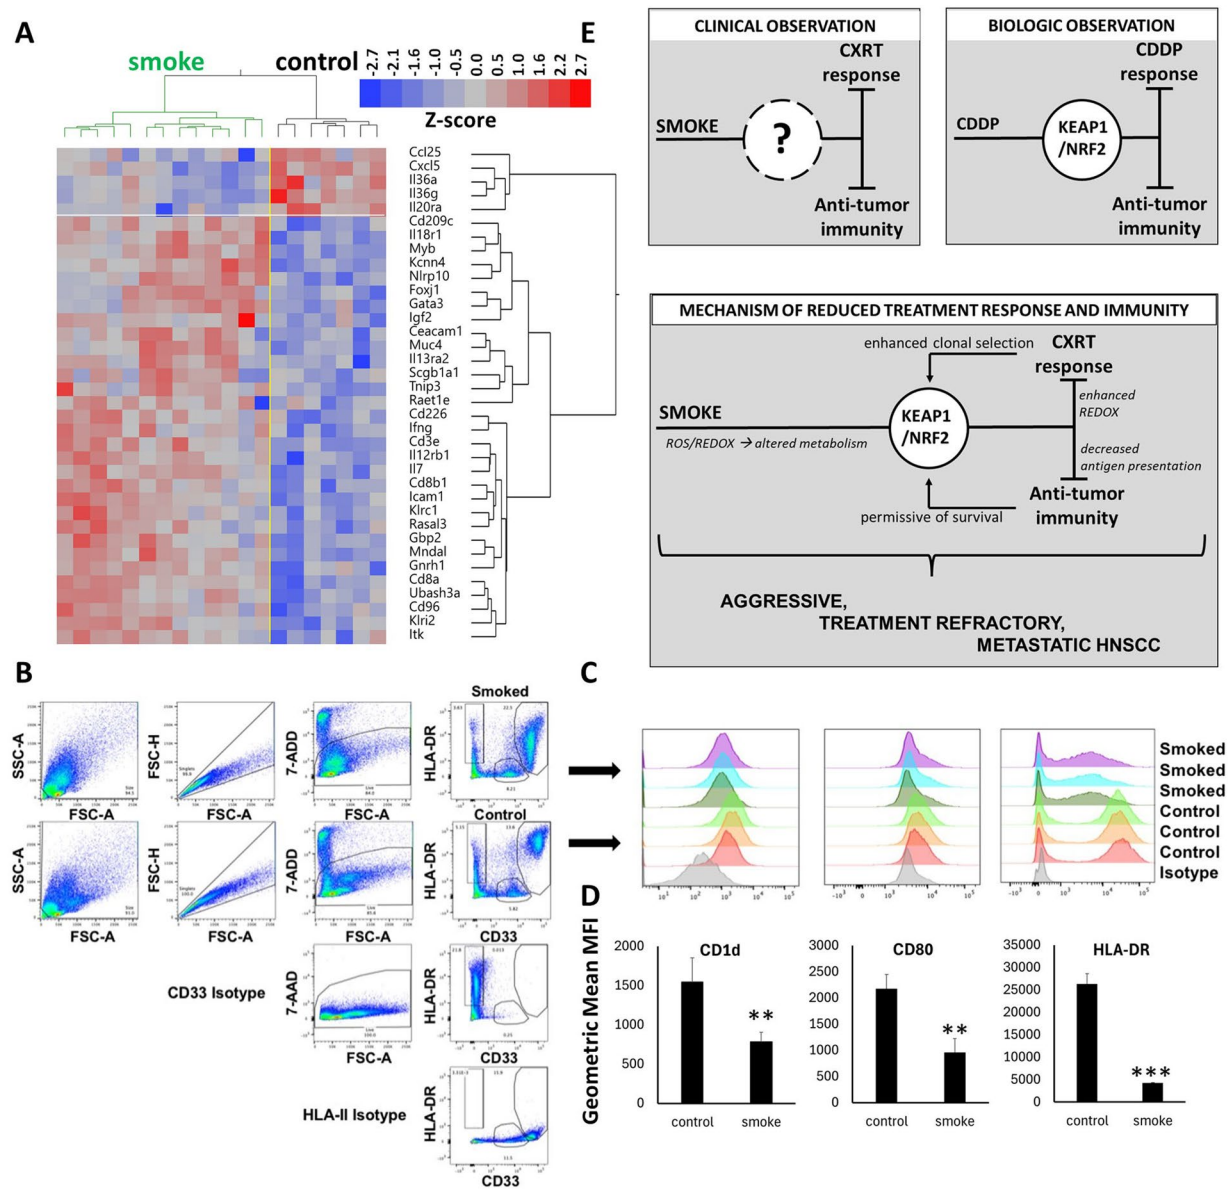 A
smoke
control
-2.7
-2.1
-1.6
-1.0
-0.5
0.0
0.5
1.0
1.6
2.2
2.7
Z-score
Ccl25
Cxcl5
Il36a
Il36g
Il20ra
Cd209c
Il18r1
Myb
Kcnn4
Nlrp10
Foxj1
Gata3
Igf2
Ceacam1
Muc4
Il13ra2
Scgb1a1
Tnip3
Raet1e
Cd226
Ifng
Cd3e
Il12rb1
Il7
Cd8b1
Icam1
Klrc1
Rasal3
Gbp2
Mndal
Gnrh1
Cd8a
Ubash3a
Cd96
Klri2
Itk
E
CLINICAL OBSERVATION
CXRT
response
SMOKE
?
Anti-tumor
immunity
BIOLOGIC OBSERVATION
CDDP
response
CDDP
KEAP1
/NRF2
Anti-tumor
immunity
MECHANISM OF REDUCED TREATMENT RESPONSE AND IMMUNITY
enhanced clonal selection
CXRT
response
SMOKE
KEAP1
/NRF2
enhanced
REDOX
ROS/REDOX → altered metabolism
decreased
antigen presentation
Anti-tumor
immunity
permissive of survival
AGGRESSIVE,
TREATMENT REFRACTORY,
METASTATIC HNSCC
B
Smoked
SSC-A
FSC-A
FSC-H
FSC-A
7-ADD
FSC-A
HLA-DR
Control
SSC-A
FSC-A
FSC-H
FSC-A
7-ADD
FSC-A
HLA-DR
CD33
CD33 Isotype
7-AAD
FSC-A
HLA-DR
CD33
HLA-II Isotype
HLA-DR
CD33
C
Smoked
Smoked
Smoked
Control
Control
Control
Isotype
D
Geometric Mean MFI
CD1d
2000
1500
1000
500
0
**
control
smoke
CD80
3000
2500
2000
1500
1000
500
0
**
control
smoke
HLA-DR
35000
30000
25000
20000
15000
10000
5000
0
***
control
smoke